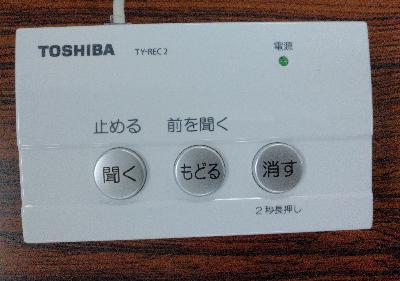 TOSHIBA TY-REC2 電源
止める 前を聞く
聞く もどる 消す
2秒長押し